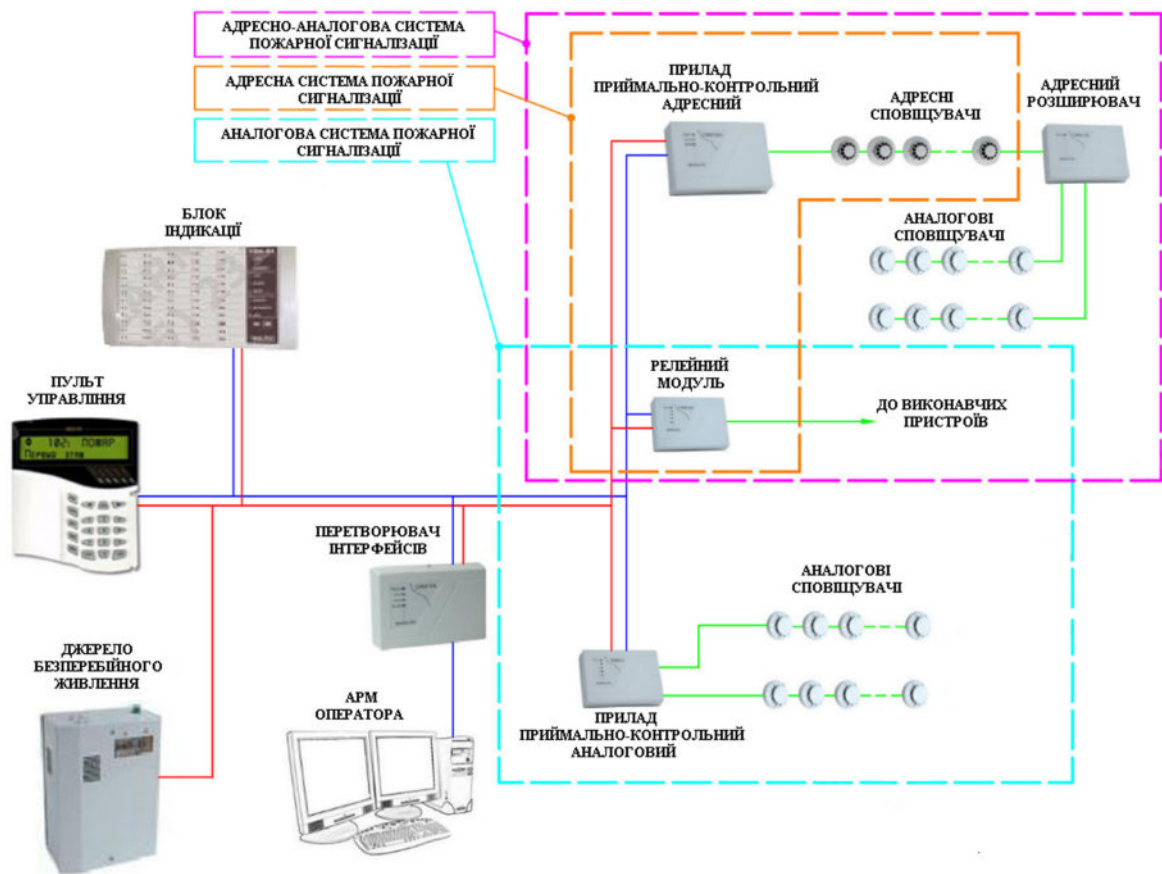 АДРЕСНО-АНАЛОГОВА СИСТЕМА
ПОЖАРНОЇ СИГНАЛІЗАЦІЇ
АДРЕСНА СИСТЕМА ПОЖАРНОЇ
СИГНАЛІЗАЦІЇ
АНАЛОГОВА СИСТЕМА ПОЖАРНОЇ
СИГНАЛІЗАЦІЇ
ПРИЛАД
ПРИЙМАЛЬНО-КОНТРОЛЬНИЙ
АДРЕСНИЙ
АДРЕСНІ
СПОВІЩУВАЧІ
АДРЕСНИЙ
РОЗШИРЮВАЧ
БЛОК
ІНДИКАЦІЇ
АНАЛОГОВІ
СПОВІЩУВАЧІ
ПУЛЬТ
УПРАВЛІННЯ
102: ПОЖАР
РЕЛЕЙНИЙ
МОДУЛЬ
ДО ВИКОНАВЧИХ
ПРИСТРОЇВ
ПЕРЕТВОРЮВАЧ
ІНТЕРФЕЙСІВ
АНАЛОГОВІ
СПОВІЩУВАЧІ
ДЖЕРЕЛО
БЕЗПЕРЕБІЙНОГО
ЖИВЛЕННЯ
АРМ
ОПЕРАТОРА
ПРИЛАД
ПРИЙМАЛЬНО-КОНТРОЛЬНИЙ
АНАЛОГОВИЙ